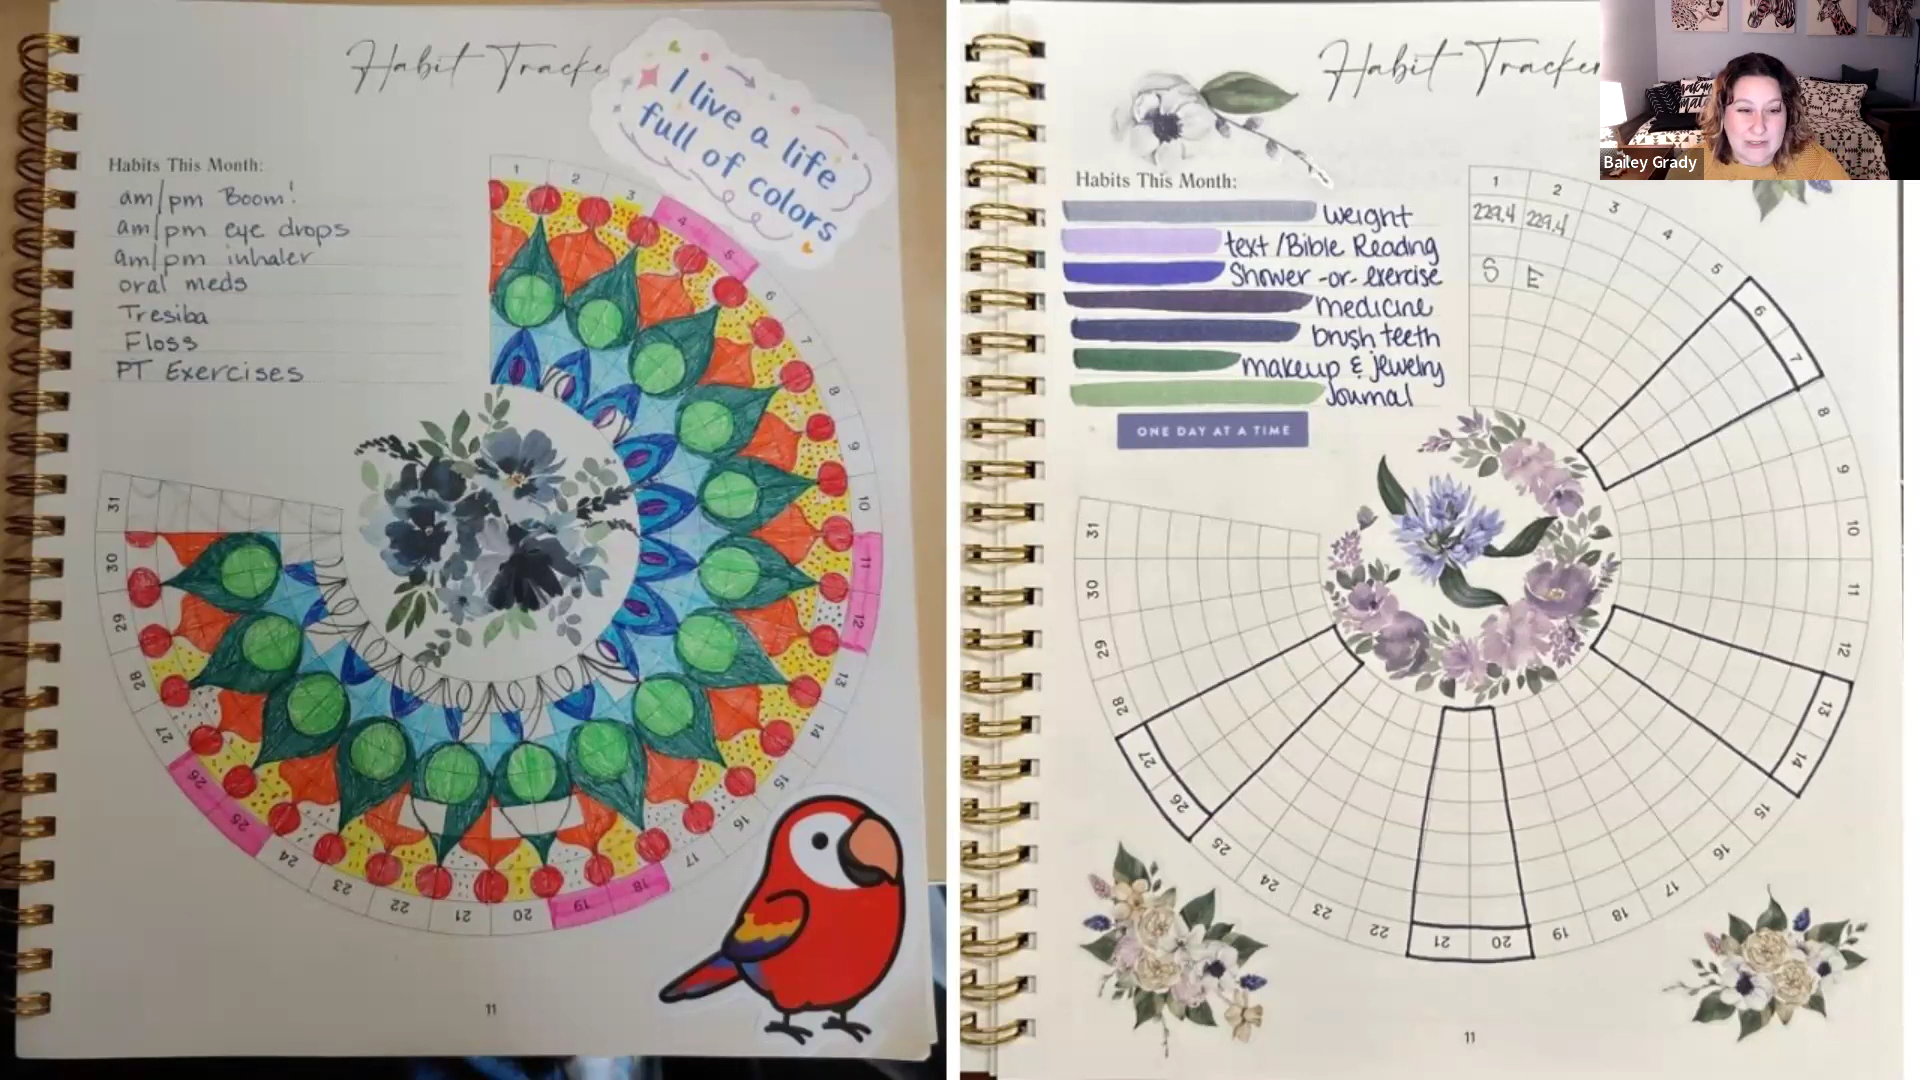 Habit Tracke
I live a life
full of colors
Habits This Month:
am/pm Boom!
am/pm eye drops
am/pm inhaler
oral meds
Tresiba
Floss
PT Exercises
1
2
3
4
5
6
7
8
9
10
11
12
13
14
15
16
17
18
19
20
21
22
23
24
25
26
27
28
29
30
31
11
Habit Tracker
Habits This Month:
weight
text/Bible Reading
Shower -or- exercise
medicine
brush teeth
makeup & jewelry
Journal
ONE DAY AT A TIME
1
2
3
4
5
6
7
8
9
10
11
12
13
14
15
16
17
18
19
20
21
22
23
24
25
26
27
28
29
30
31
229.4 229.4
S E
11
Bailey Grady